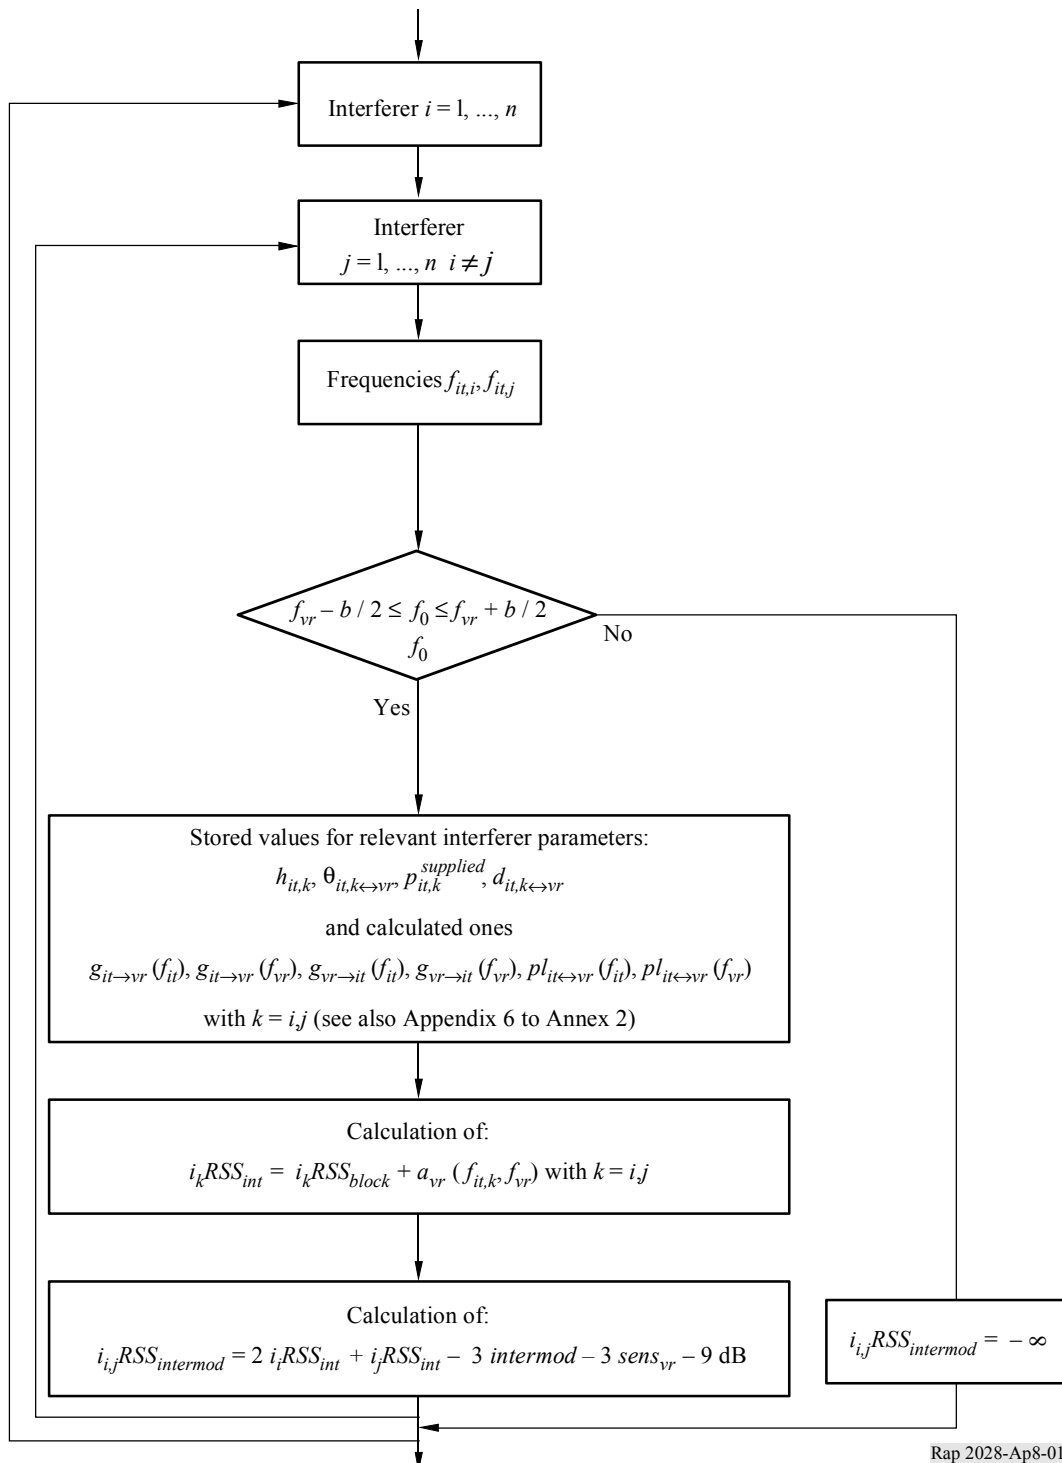 Interferer i = l, ..., n
Interferer
j = l, ..., n i ≠ j
Frequencies f_{it,i}, f_{it,j}
f_{vr} – b / 2 ≤ f_0 ≤ f_{vr} + b / 2
f_0
No
Yes
Stored values for relevant interferer parameters:
h_{it,k}, θ_{it,k↔vr}, p_{it,k}^{supplied}, d_{it,k↔vr}
and calculated ones
g_{it→vr} (f_{it}), g_{it→vr} (f_{vr}), g_{vr→it} (f_{it}), g_{vr→it} (f_{vr}), pl_{it↔vr} (f_{it}), pl_{it↔vr} (f_{vr})
with k = i,j (see also Appendix 6 to Annex 2)
Calculation of:
i_kRSS_{int} = i_kRSS_{block} + a_{vr} (f_{it,k}, f_{vr}) with k = i,j
Calculation of:
i_{i,j}RSS_{intermod} = 2 i_iRSS_{int} + i_jRSS_{int} – 3 intermod – 3 sens_{vr} – 9 dB
i_{i,j}RSS_{intermod} = – ∞
Rap 2028-Ap8-01